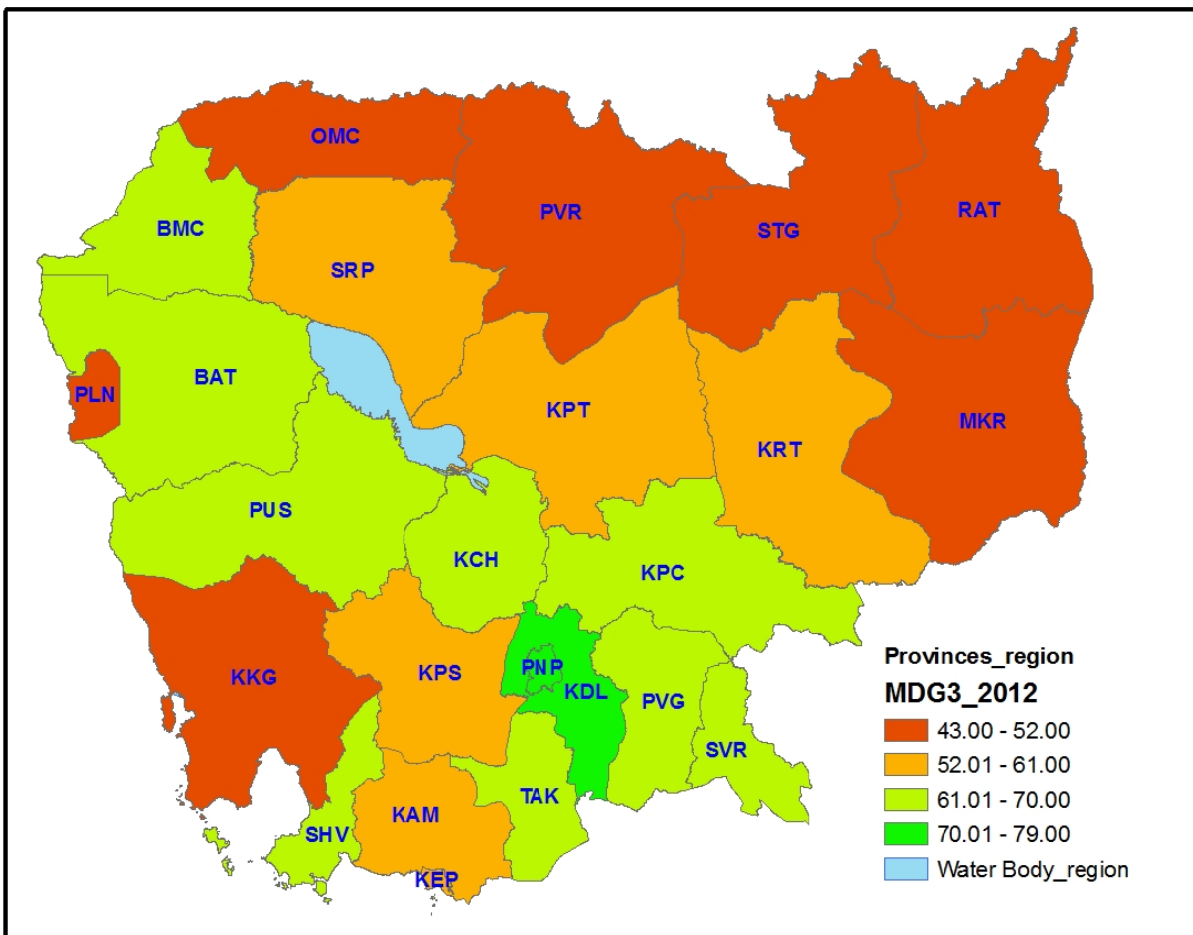 OMC
PVR
STG
RAT
BMC
SRP
PLN
BAT
KPT
KRT
MKR
PUS
KCH
KPC
KKG
KPS
PNP
KDL
PVG
SVR
TAK
KAM
SHV
KEP
Provinces_region
MDG3_2012
43.00 - 52.00
52.01 - 61.00
61.01 - 70.00
70.01 - 79.00
Water Body_region